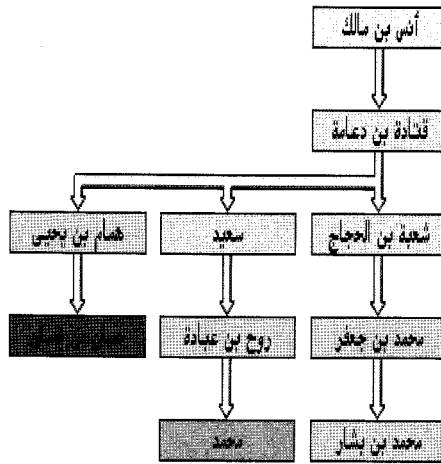 أنس بن مالك
قتادة بن دعامة
شعبة بن الحجاج
سعيد
همام بن يحيى
محمد بن جعفر
روح بن عبادة
محمد بن بشار
محمد